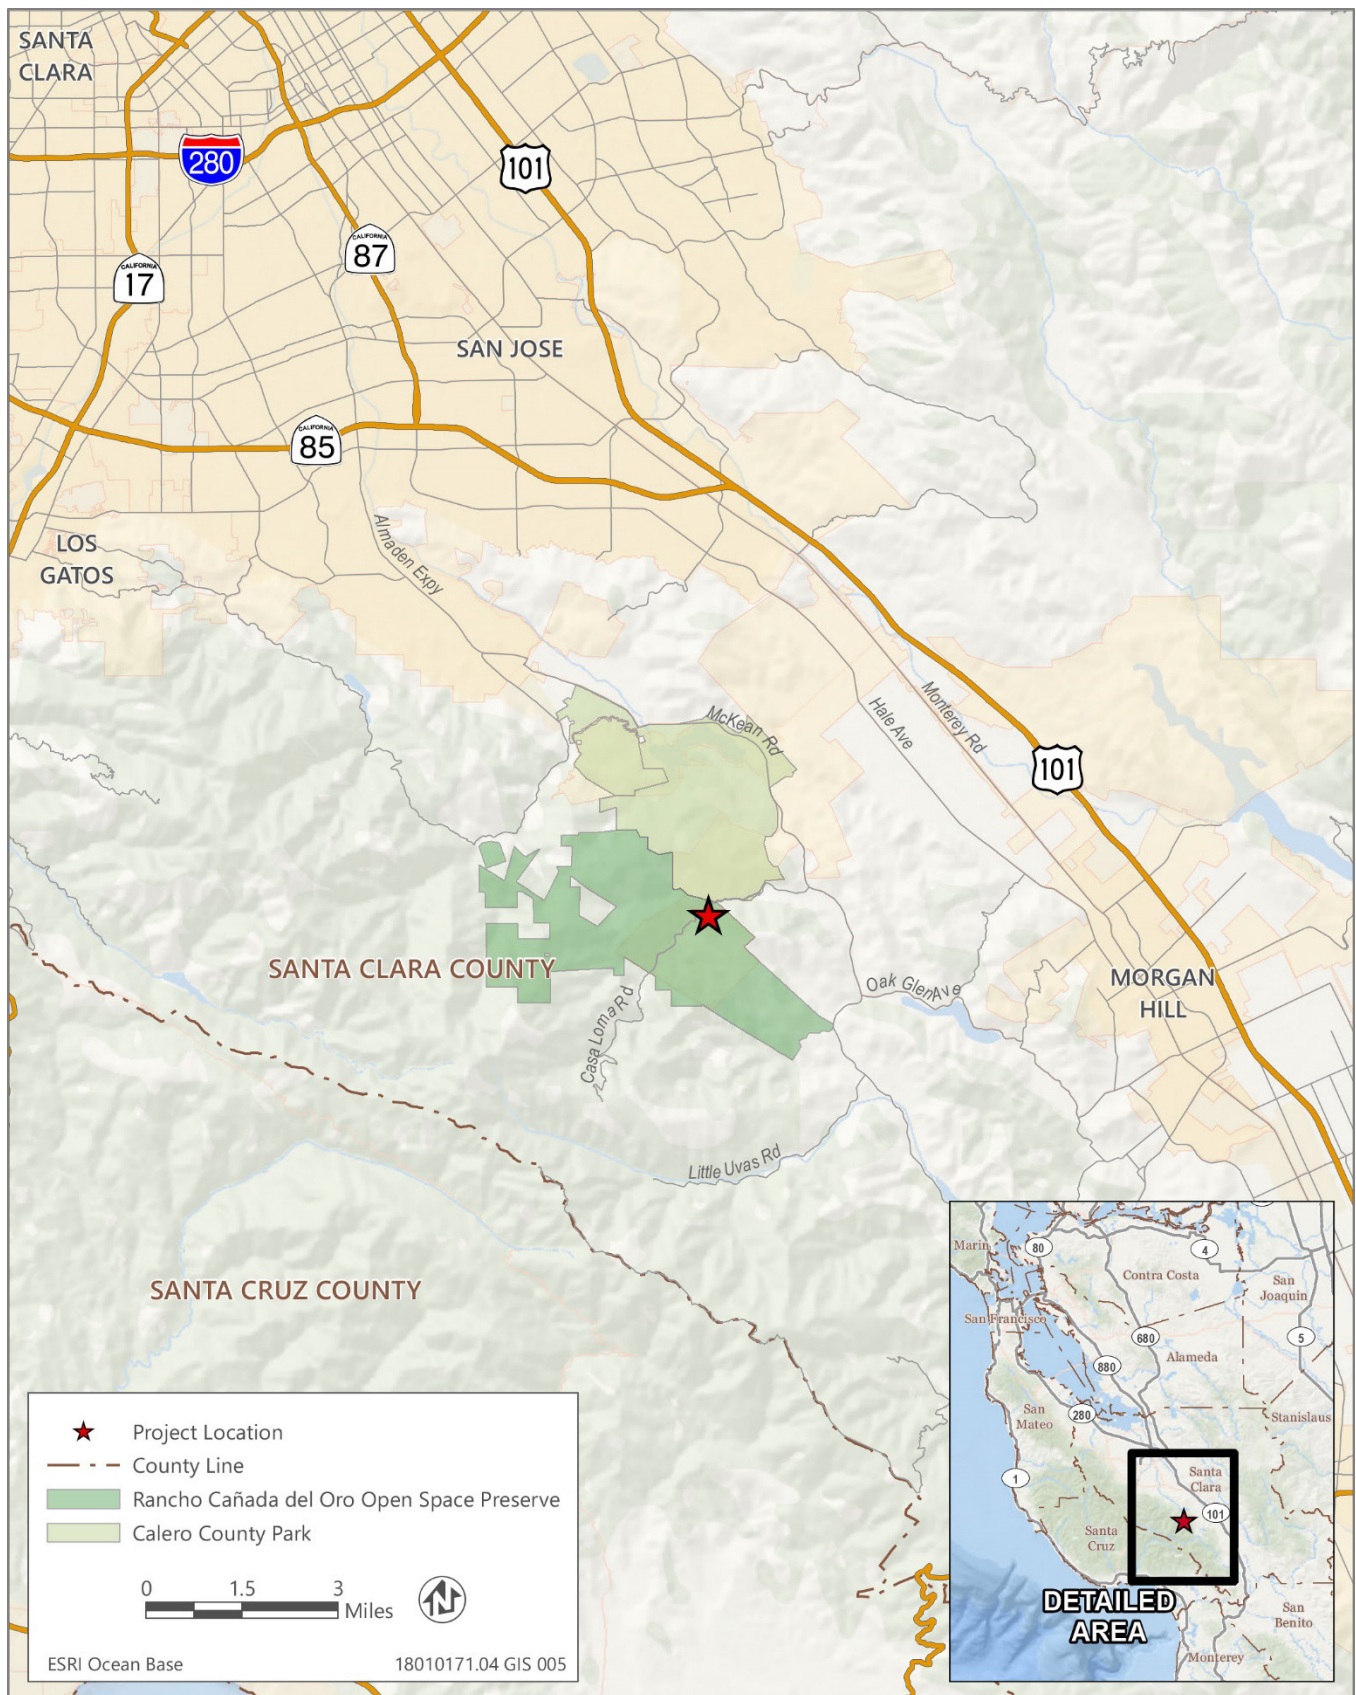 SANTA
CLARA
280
101
CALIFORNIA
87
CALIFORNIA
17
SAN JOSE
CALIFORNIA
85
Almaden Expy
LOS
GATOS
McKean Rd
Hale Ave
Monterey Rd
101
SANTA CLARA COUNTY
Casa Loma Rd
Oak Glen Ave
MORGAN
HILL
Little Uvas Rd
SANTA CRUZ COUNTY
Project Location
County Line
Rancho Cañada del Oro Open Space Preserve
Calero County Park
0 1.5 3
Miles
N
ESRI Ocean Base
18010171.04 GIS 005
Marin
80
4
Contra Costa
San
Joaquin
San Francisco
680
5
880
Alameda
280
San
Mateo
Stanislaus
1
Santa
Clara
101
Santa
Cruz
DETAILED
AREA
San
Benito
Monterey